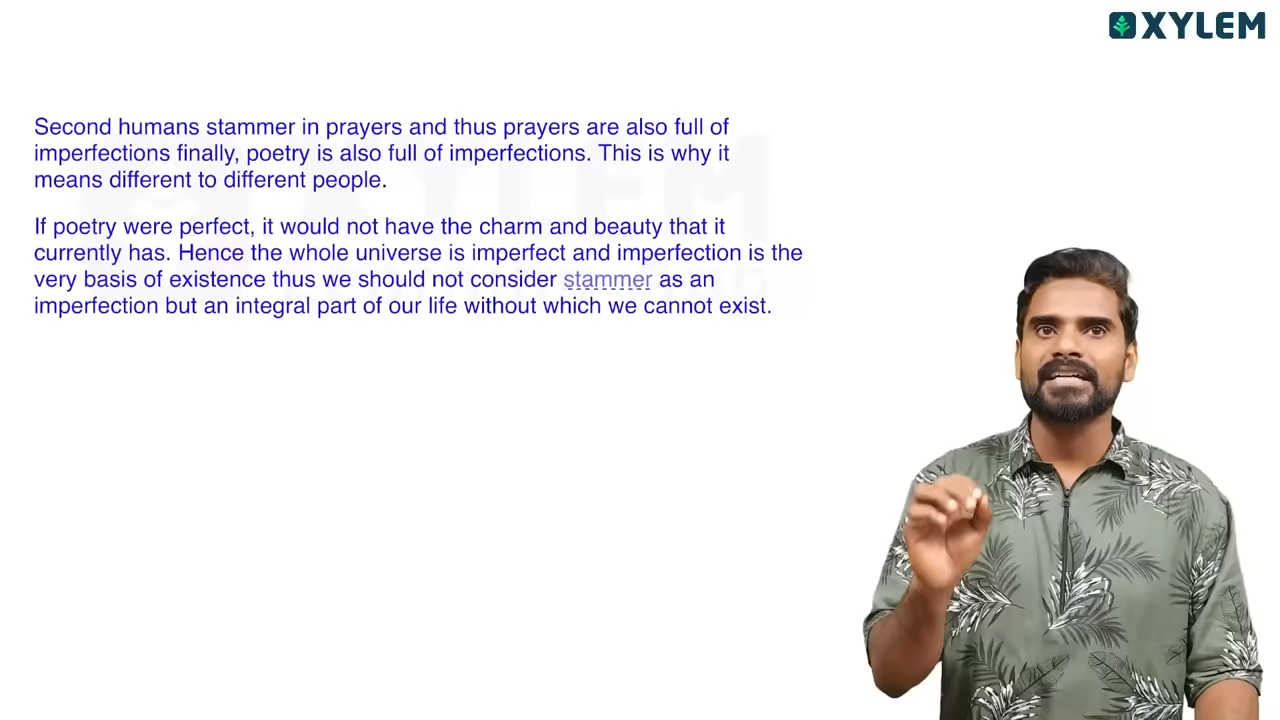 XYLEM
Second humans stammer in prayers and thus prayers are also full of
imperfections finally, poetry is also full of imperfections. This is why it
means different to different people.
If poetry were perfect, it would not have the charm and beauty that it
currently has. Hence the whole universe is imperfect and imperfection is the
very basis of existence thus we should not consider stammer as an
imperfection but an integral part of our life without which we cannot exist.